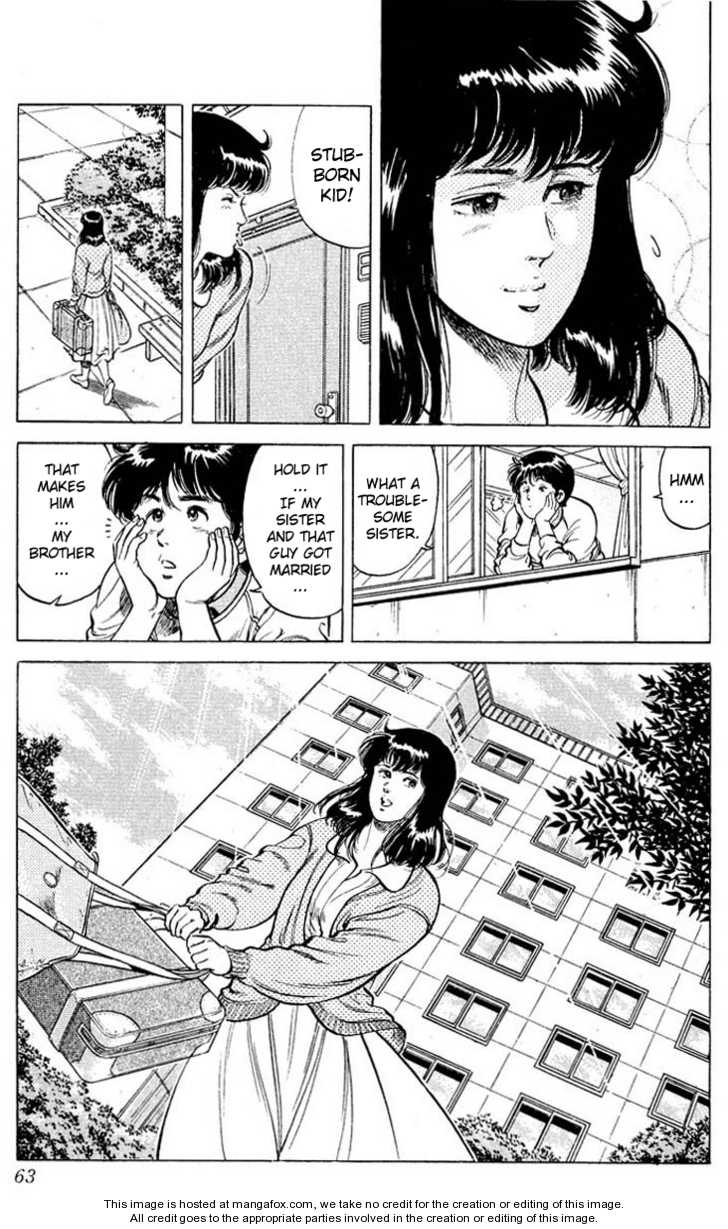 STUB-
BORN
KID!
HMM
...
WHAT A
TROUBLE-
SOME
SISTER.
HOLD IT
...
IF MY
SISTER
AND THAT
GUY GOT
MARRIED
...
THAT
MAKES
HIM
...
MY
BROTHER
...
63
This image is hosted at mangafox.com, we take no credit for the creation or editing of this image.
All credit goes to the appropriate parties involved in the creation or editing of this image.